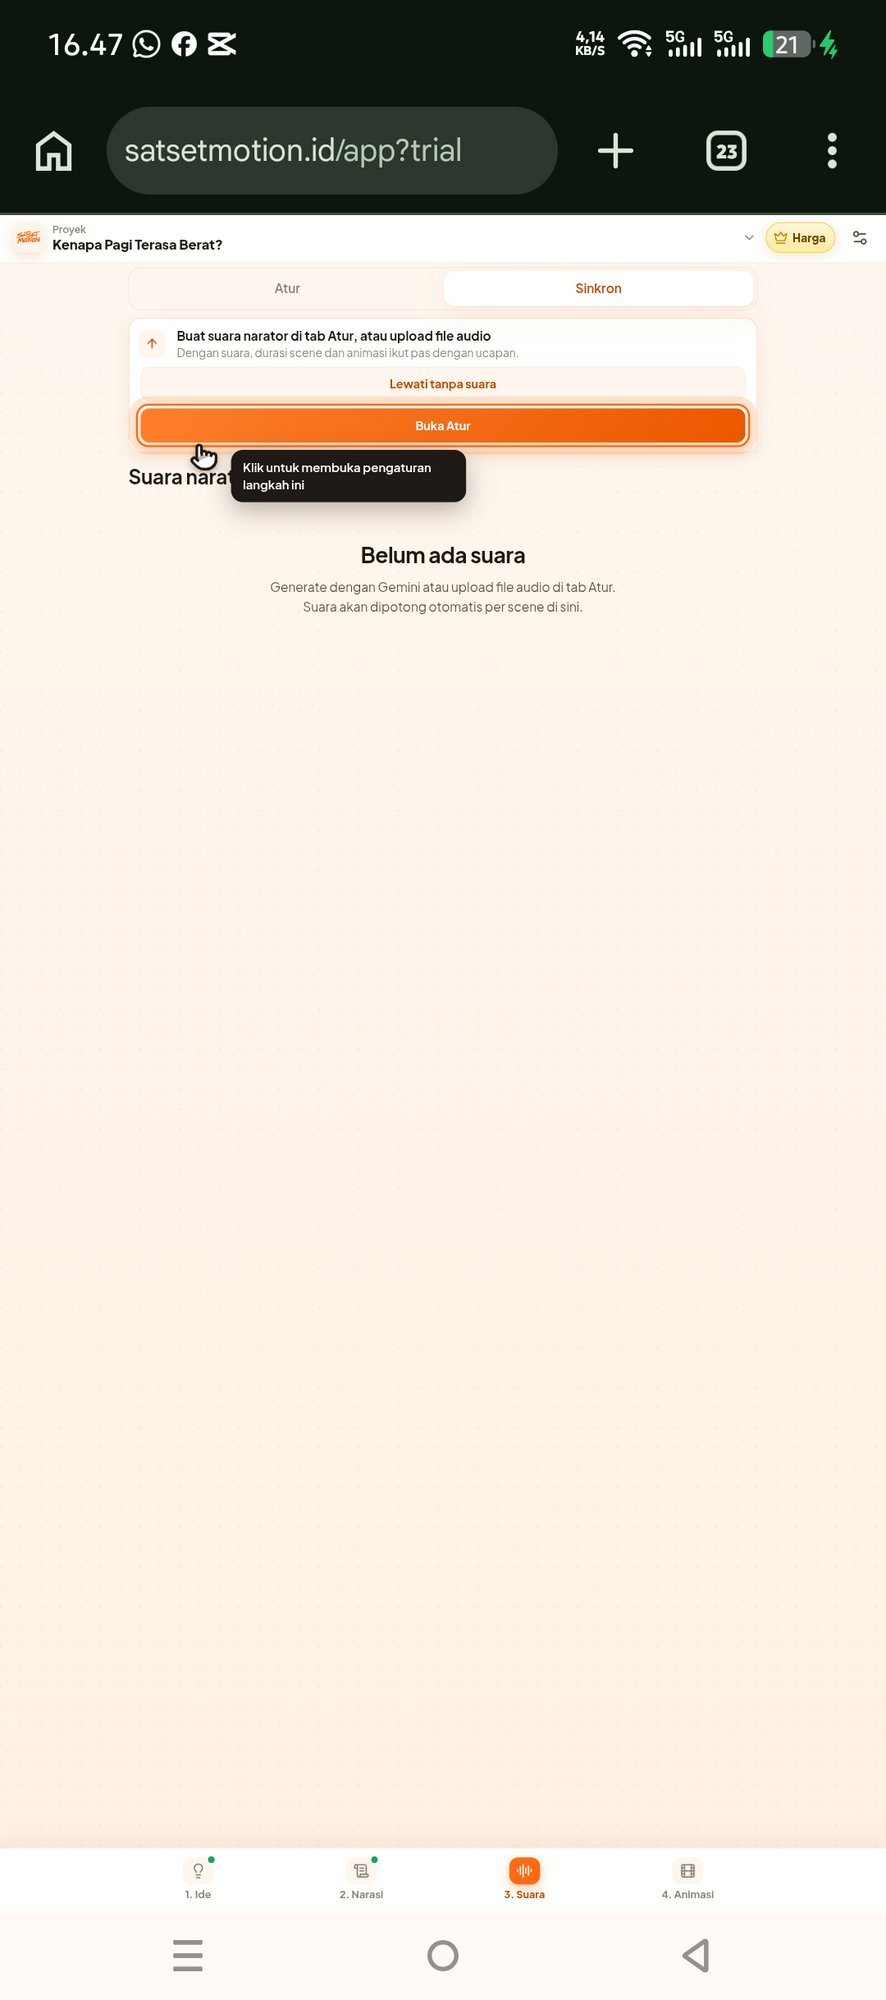 16.47
4,14
KB/S
5G
5G
21
satsetmotion.id/app?trial
23
SATSET
MOTION
Proyek
Kenapa Pagi Terasa Berat?
Harga
Atur
Sinkron
Buat suara narator di tab Atur, atau upload file audio
Dengan suara, durasi scene dan animasi ikut pas dengan ucapan.
Lewati tanpa suara
Buka Atur
Klik untuk membuka pengaturan
langkah ini
Suara narat
Belum ada suara
Generate dengan Gemini atau upload file audio di tab Atur.
Suara akan dipotong otomatis per scene di sini.
1. Ide
2. Narasi
3. Suara
4. Animasi